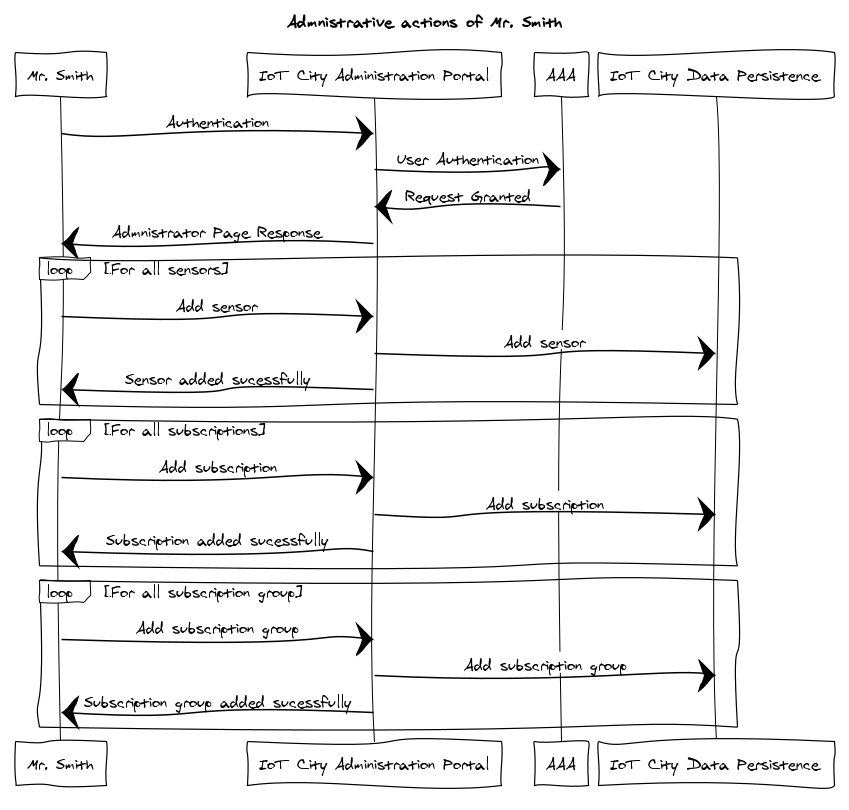 Admnistrative actions of Mr. Smith
Mr. Smith
IoT City Administration Portal
AAA
IoT City Data Persistence
Authentication
User Authentication
Request Granted
Admnistrator Page Response
loop [For all sensors]
Add sensor
Add sensor
Sensor added sucessfully
loop [For all subscriptions]
Add subscription
Add subscription
Subscription added sucessfully
loop [For all subscription group]
Add subscription group
Add subscription group
Subscription group added sucessfully
Mr. Smith
IoT City Administration Portal
AAA
IoT City Data Persistence